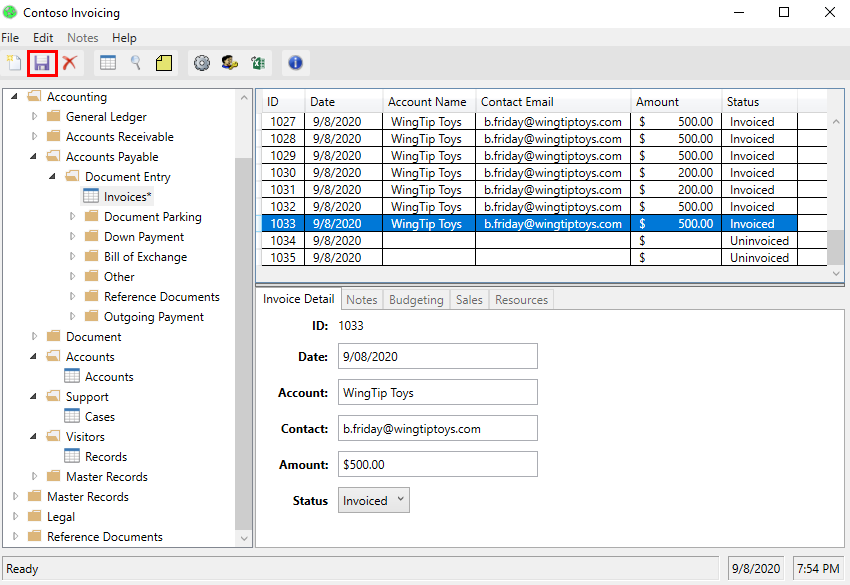 Contoso Invoicing
File Edit Notes Help
Accounting
General Ledger
Accounts Receivable
Accounts Payable
Document Entry
Invoices*
Document Parking
Down Payment
Bill of Exchange
Other
Reference Documents
Outgoing Payment
Document
Accounts
Accounts
Support
Cases
Visitors
Records
Master Records
Master Records
Legal
Reference Documents
ID Date Account Name Contact Email Amount Status
1027 9/8/2020 WingTip Toys b.friday@wingtiptoys.com $ 500.00 Invoiced
1028 9/8/2020 WingTip Toys b.friday@wingtiptoys.com $ 500.00 Invoiced
1029 9/8/2020 WingTip Toys b.friday@wingtiptoys.com $ 500.00 Invoiced
1030 9/8/2020 WingTip Toys b.friday@wingtiptoys.com $ 200.00 Invoiced
1031 9/8/2020 WingTip Toys b.friday@wingtiptoys.com $ 200.00 Invoiced
1032 9/8/2020 WingTip Toys b.friday@wingtiptoys.com $ 500.00 Invoiced
1033 9/8/2020 WingTip Toys b.friday@wingtiptoys.com $ 500.00 Invoiced
1034 9/8/2020 $ Uninvoiced
1035 9/8/2020 $ Uninvoiced
Invoice Detail Notes Budgeting Sales Resources
ID: 1033
Date: 9/08/2020
Account: WingTip Toys
Contact: b.friday@wingtiptoys.com
Amount: $500.00
Status Invoiced
Ready 9/8/2020 7:54 PM